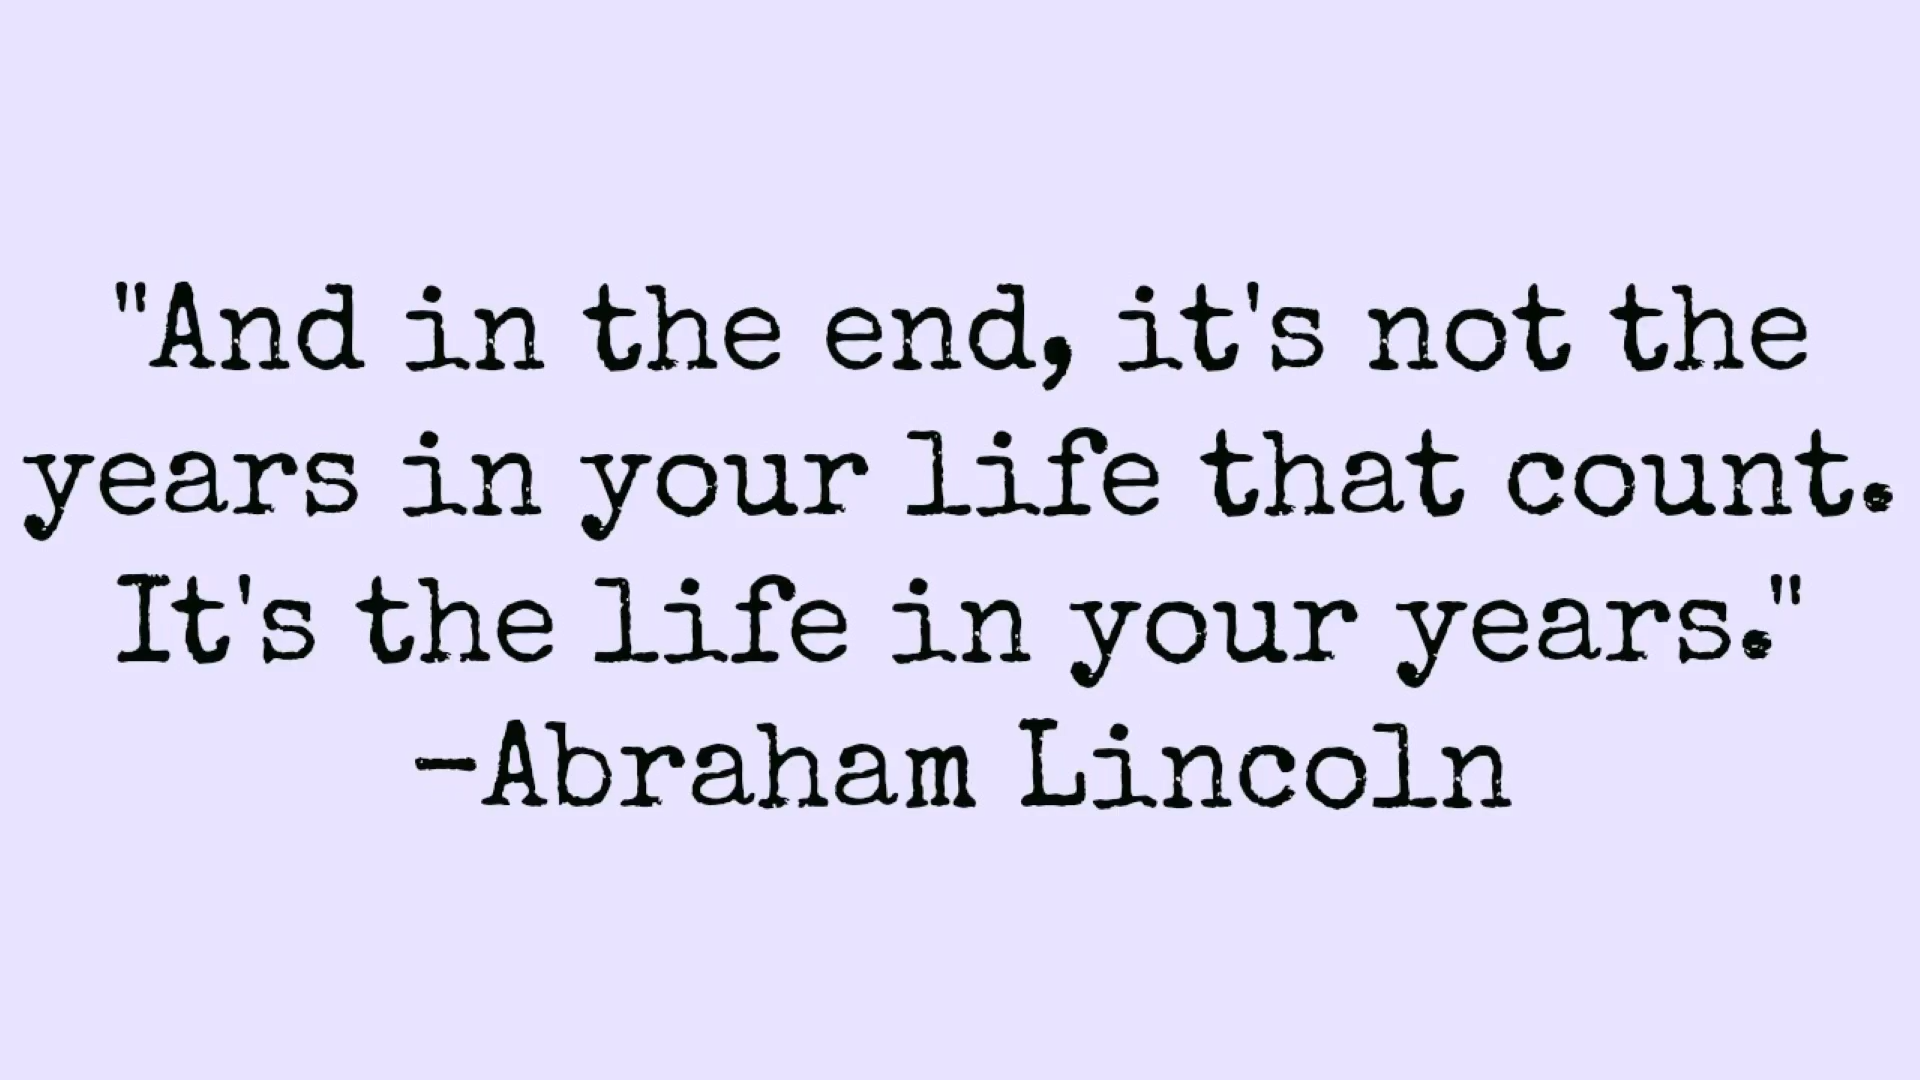 "And in the end, it's not the
years in your life that count.
It's the life in your years."
-Abraham Lincoln